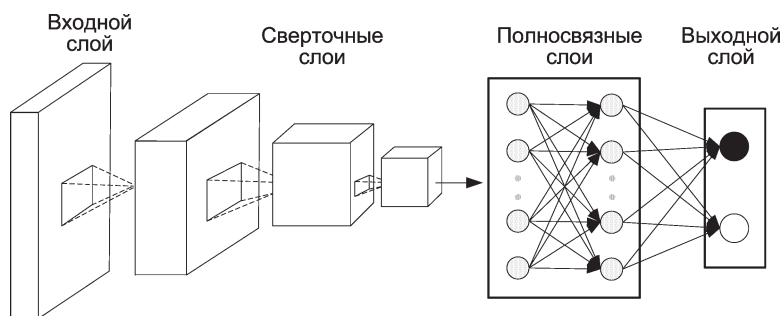 Входной
слой
Сверточные
слои
Полносвязные
слои
Выходной
слой